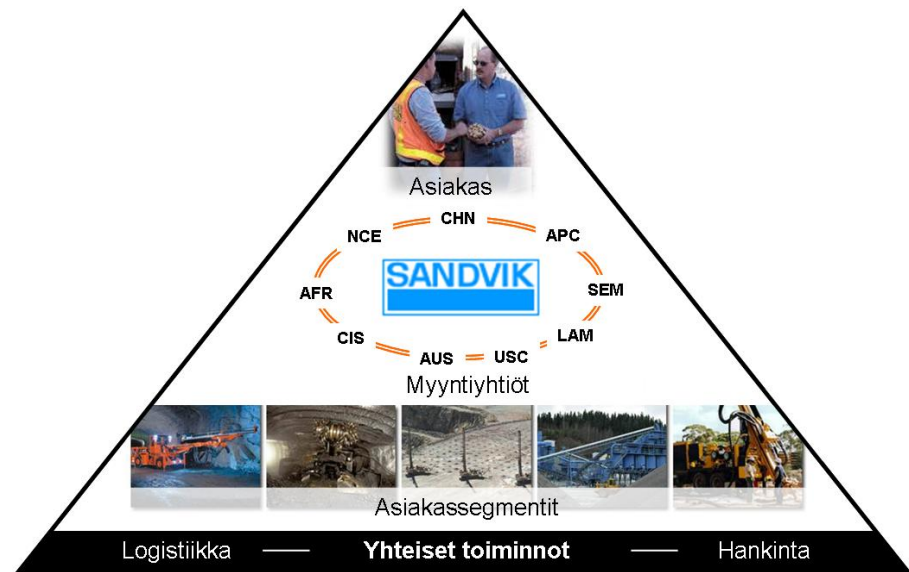 Asiakas
CHN
NCE
APC
SANDVIK
AFR
SEM
CIS
LAM
AUS
USC
Myyntiyhtiöt
Asiakassegmentit
Logistiikka — Yhteiset toiminnot — Hankinta